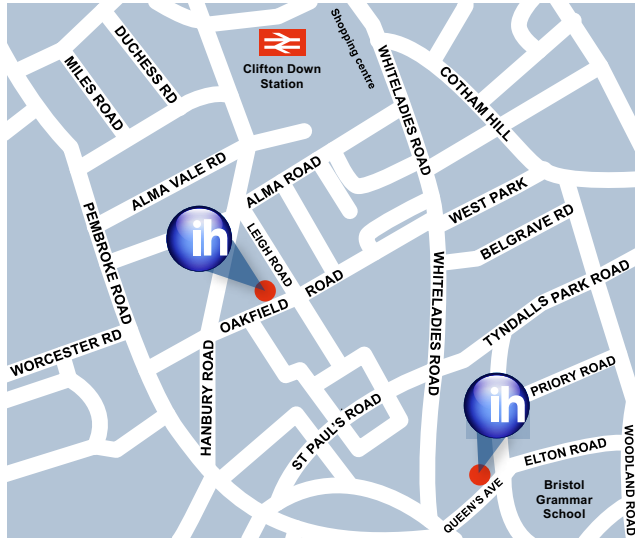 DUCHESS RD
MILES ROAD
Clifton Down
Station
Shopping centre
WHITELADIES ROAD
COTHAM HILL
ALMA VALE RD
ALMA ROAD
WEST PARK
BELGRAVE RD
PEMBROKE ROAD
ih
LEIGH ROAD
OAKFIELD ROAD
WHITELADIES ROAD
TYNDALLS PARK ROAD
WORCESTER RD
HANBURY ROAD
ih
PRIORY ROAD
ST PAUL'S ROAD
ELTON ROAD
WOODLAND ROAD
QUEEN'S AVE
Bristol
Grammar
School